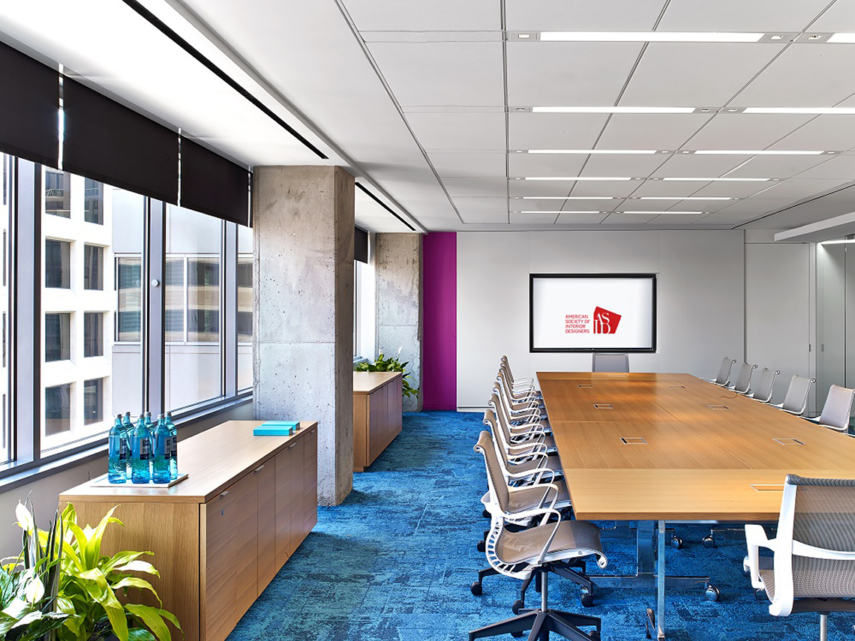 AMERICAN
SOCIETY OF
INTERIOR
DESIGNERS
ASID